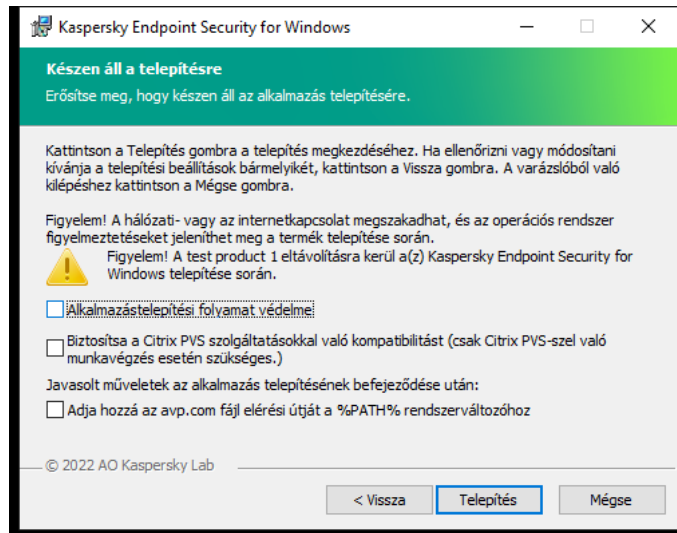 Kaspersky Endpoint Security for Windows
Készen áll a telepítésre
Erősítse meg, hogy készen áll az alkalmazás telepítésére.
Kattintson a Telepítés gombra a telepítés megkezdéséhez. Ha ellenőrizni vagy módosítani
kívánja a telepítési beállítások bármelyikét, kattintson a Vissza gombra. A varázslóból való
kilépéshez kattintson a Mégse gombra.
Figyelem! A hálózati- vagy az internetkapcsolat megszakadhat, és az operációs rendszer
figyelmeztetéseket jeleníthet meg a termék telepítése során.
Figyelem! A test product 1 eltávolításra kerül a(z) Kaspersky Endpoint Security for
Windows telepítése során.
Alkalmazástelepítési folyamat védelme
Biztosítsa a Citrix PVS szolgáltatásokkal való kompatibilitást (csak Citrix PVS-szel való
munkavégzés esetén szükséges.)
Javasolt műveletek az alkalmazás telepítésének befejeződése után:
Adja hozzá az avp.com fájl elérési útját a %PATH% rendszerváltozóhoz
© 2022 AO Kaspersky Lab
< Vissza Telepítés Mégse